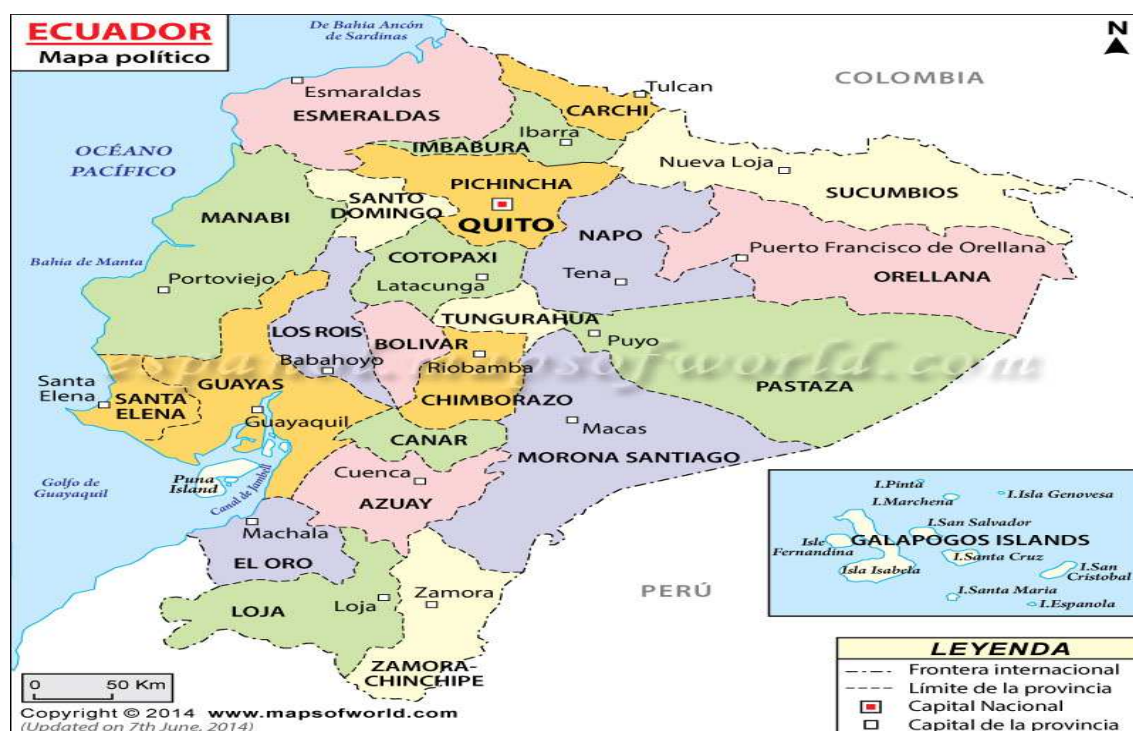 ECUADOR
Mapa político
De Bahia Ancón
de Sardinas
N
COLOMBIA
Esmaraldas
ESMERALDAS
Tulcan
CARCHI
Ibarra
IMBABURA
OCÉANO
PACÍFICO
Nueva Loja
SUCUMBIOS
PICHINCHA
QUITO
SANTO
DOMINGO
MANABI
NAPO
Puerto Francisco de Orellana
ORELLANA
Bahia de Manta
COTOPAXI
Latacunga
Portoviejo
Tena
TUNGURAHUA
LOS ROIS
Babahoyo
BOLIVAR
Puyo
Riobamba
espanol.mapsofworld.com
PASTAZA
Santa
Elena
SANTA
ELENA
GUAYAS
Guayaquil
CHIMBORAZO
Macas
CANAR
MORONA SANTIAGO
Golfo de
Guayaquil
Puna
Island
Canal de Jambeli
Cuenca
AZUAY
Machala
EL ORO
PERÚ
LOJA
Loja
Zamora
ZAMORA-
CHINCHIPE
I.Pinta
I.Marchena
I.Isla Genovesa
I.San Salvador
GALAPOGOS ISLANDS
Isle
Fernandina
I.Santa Cruz
Isla Isabela
I.San
Cristobal
I.Santa Maria
I.Espanola
LEYENDA
Frontera internacional
Límite de la provincia
Capital Nacional
Capital de la provincia
0 50 Km
Copyright © 2014 www.mapsofworld.com
(Updated on 7th June, 2014)